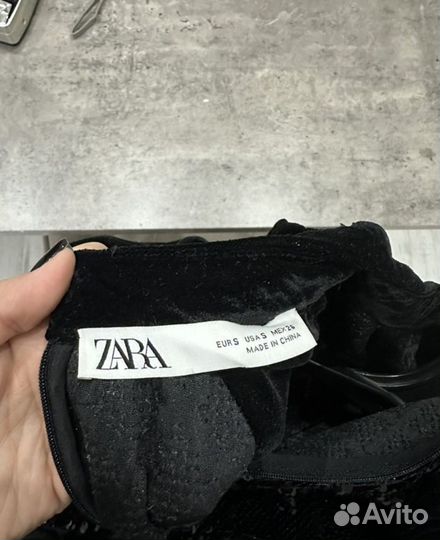 ZARA
EUR S USA S MEX 26
MADE IN CHINA
Avito